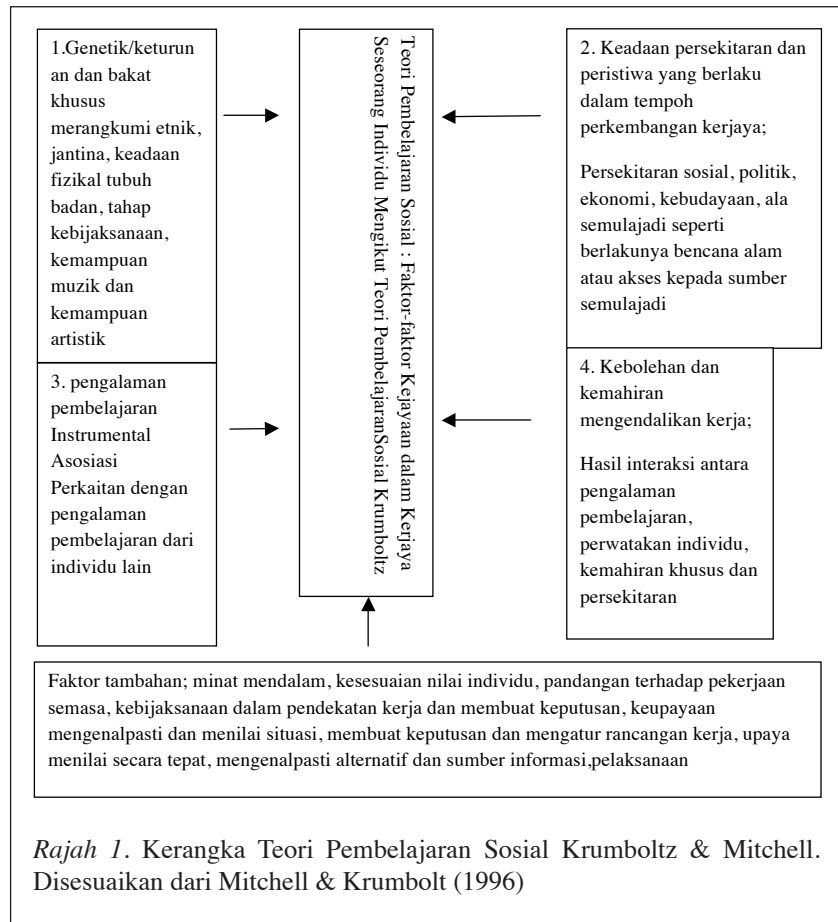 1.Genetik/keturun
an dan bakat
khusus
merangkumi etnik,
jantina, keadaan
fizikal tubuh
badan, tahap
kebijaksanaan,
kemampuan
muzik dan
kemampuan
artistik
3. pengalaman
pembelajaran
Instrumental
Asosiasi
Perkaitan dengan
pengalaman
pembelajaran dari
individu lain
Teori Pembelajaran Sosial : Faktor-faktor Kejayaan dalam Kerjaya
Seseorang Individu Mengikut Teori PembelajaranSosial Krumboltz
2. Keadaan persekitaran dan
peristiwa yang berlaku
dalam tempoh
perkembangan kerjaya;
Persekitaran sosial, politik,
ekonomi, kebudayaan, ala
semulajadi seperti
berlakunya bencana alam
atau akses kepada sumber
semulajadi
4. Kebolehan dan
kemahiran
mengendalikan kerja;
Hasil interaksi antara
pengalaman
pembelajaran,
perwatakan individu,
kemahiran khusus dan
persekitaran
Faktor tambahan; minat mendalam, kesesuaian nilai individu, pandangan terhadap pekerjaan
semasa, kebijaksanaan dalam pendekatan kerja dan membuat keputusan, keupayaan
mengenalpasti dan menilai situasi, membuat keputusan dan mengatur rancangan kerja, upaya
menilai secara tepat, mengenalpasti alternatif dan sumber informasi,pelaksanaan
Rajah 1. Kerangka Teori Pembelajaran Sosial Krumboltz & Mitchell.
Disesuaikan dari Mitchell & Krumbolt (1996)